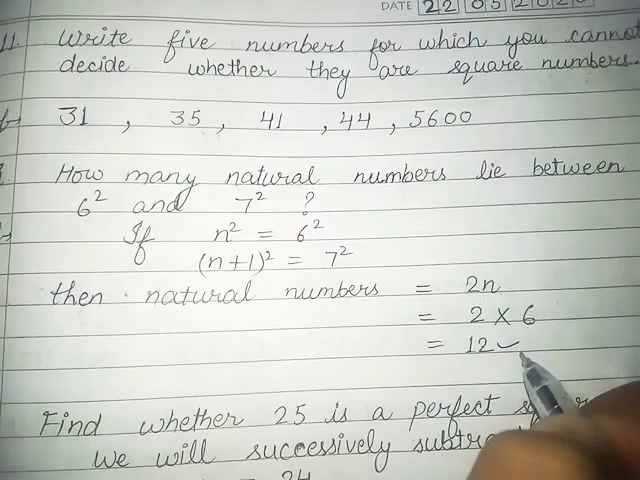 DATE 22 05 202
11. Write five numbers for which you cannot
decide whether they are square numbers.
31 , 35 , 41 , 44 , 5600
How many natural numbers lie between
6² and 7² ?
If n² = 6²
(n+1)² = 7²
then natural numbers = 2n
= 2 × 6
= 12
Find whether 25 is a perfect
We will successively
24